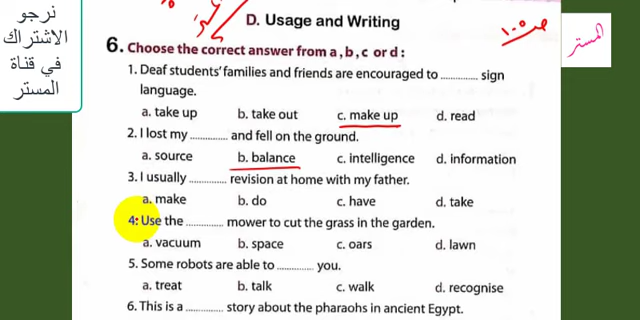 نرجو
الاشتراك
في قناة
المستر
المستر
D. Usage and Writing
6. Choose the correct answer from a, b, c or d:
1. Deaf students' families and friends are encouraged to ............ sign
language.
a. take up b. take out c. make up d. read
2. I lost my ............ and fell on the ground.
a. source b. balance c. intelligence d. information
3. I usually ............ revision at home with my father.
a. make b. do c. have d. take
4. Use the ............ mower to cut the grass in the garden.
a. vacuum b. space c. oars d. lawn
5. Some robots are able to ............ you.
a. treat b. talk c. walk d. recognise
6. This is a ............ story about the pharaohs in ancient Egypt.